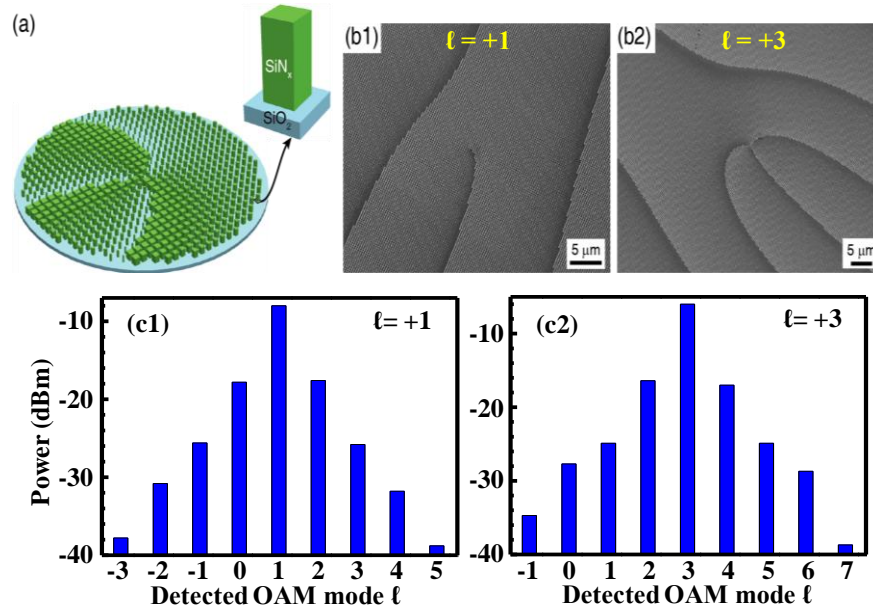 (a)
SiNₓ
SiO₂
(b1)
ℓ = +1
5 μm
(b2)
ℓ = +3
5 μm
(c1)
ℓ= +1
Power (dBm)
-10
-20
-30
-40
-3 -2 -1 0 1 2 3 4 5
Detected OAM mode ℓ
(c2)
ℓ= +3
-10
-20
-30
-40
-1 0 1 2 3 4 5 6 7
Detected OAM mode ℓ